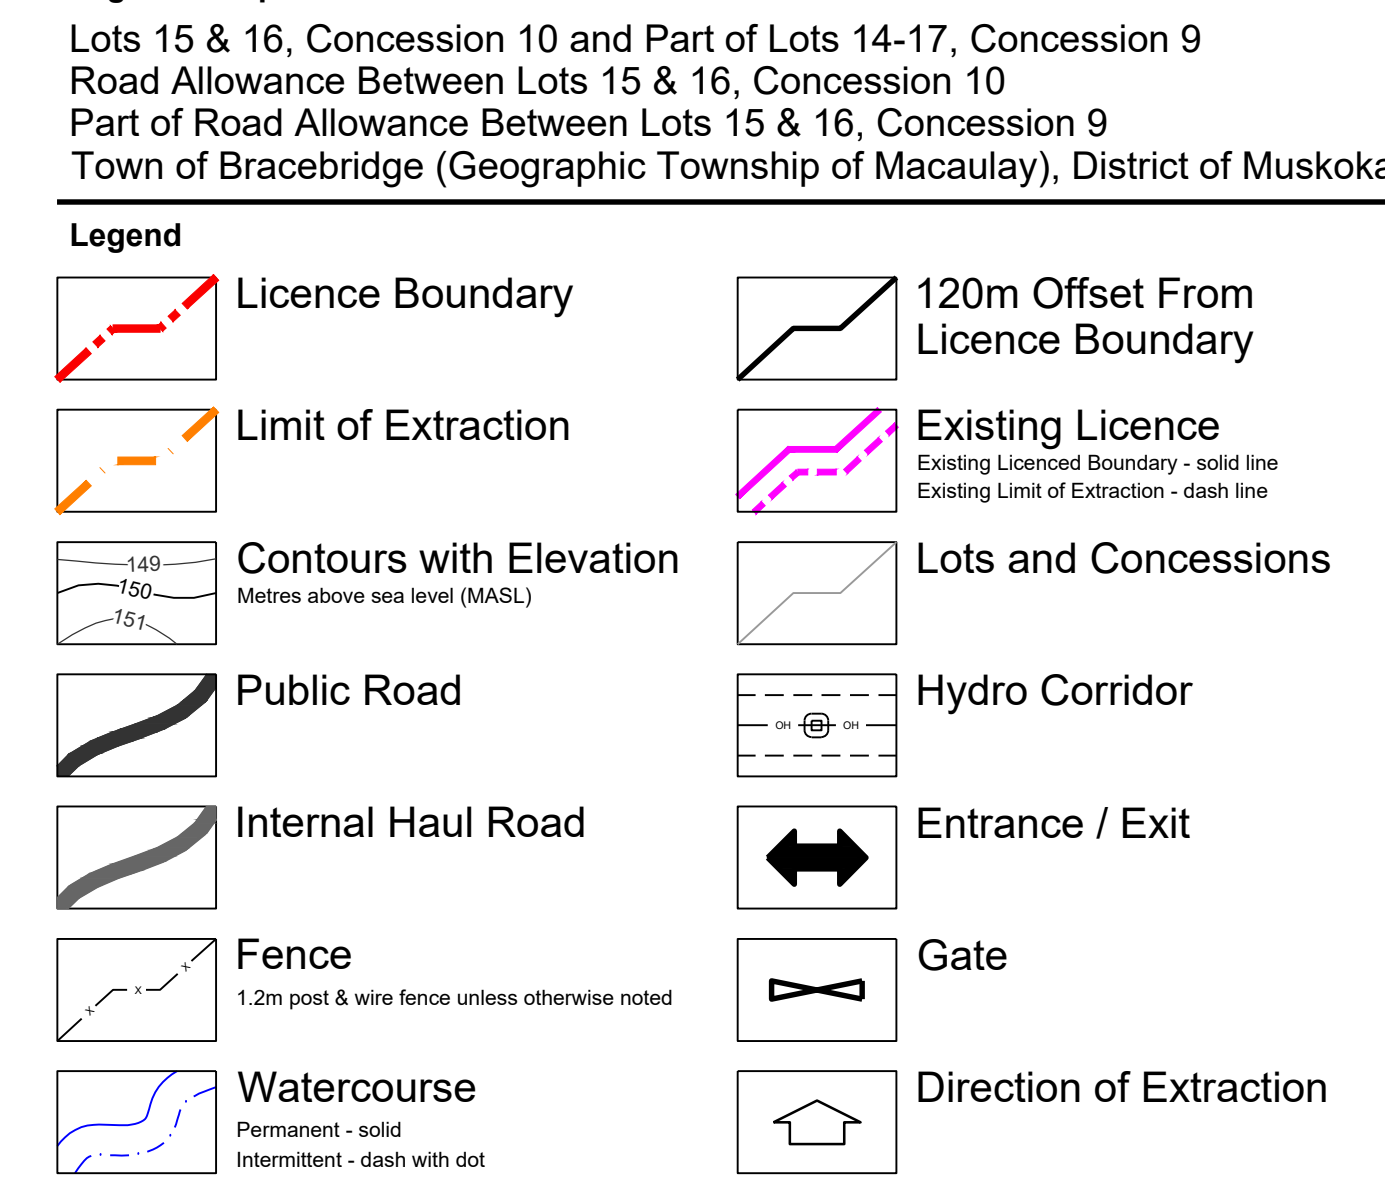 Lots 15 & 16, Concession 10 and Part of Lots 14-17, Concession 9
Road Allowance Between Lots 15 & 16, Concession 10
Part of Road Allowance Between Lots 15 & 16, Concession 9
Town of Bracebridge (Geographic Township of Macaulay), District of Muskoka
Legend
Licence Boundary
120m Offset From
Licence Boundary
Limit of Extraction
Existing Licence
Existing Licenced Boundary - solid line
Existing Limit of Extraction - dash line
149
150
151
Contours with Elevation
Metres above sea level (MASL)
Lots and Concessions
Public Road
OH OH
Hydro Corridor
Internal Haul Road
Entrance / Exit
x x x
Fence
1.2m post & wire fence unless otherwise noted
Gate
Watercourse
Permanent - solid
Intermittent - dash with dot
Direction of Extraction